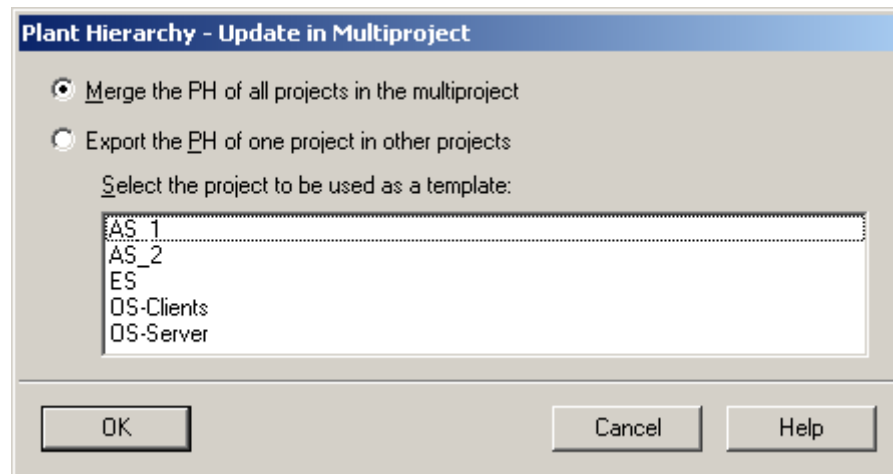 Plant Hierarchy - Update in Multiproject
Merge the PH of all projects in the multiproject
Export the PH of one project in other projects
Select the project to be used as a template:
AS_1
AS_2
ES
OS-Clients
OS-Server
OK Cancel Help